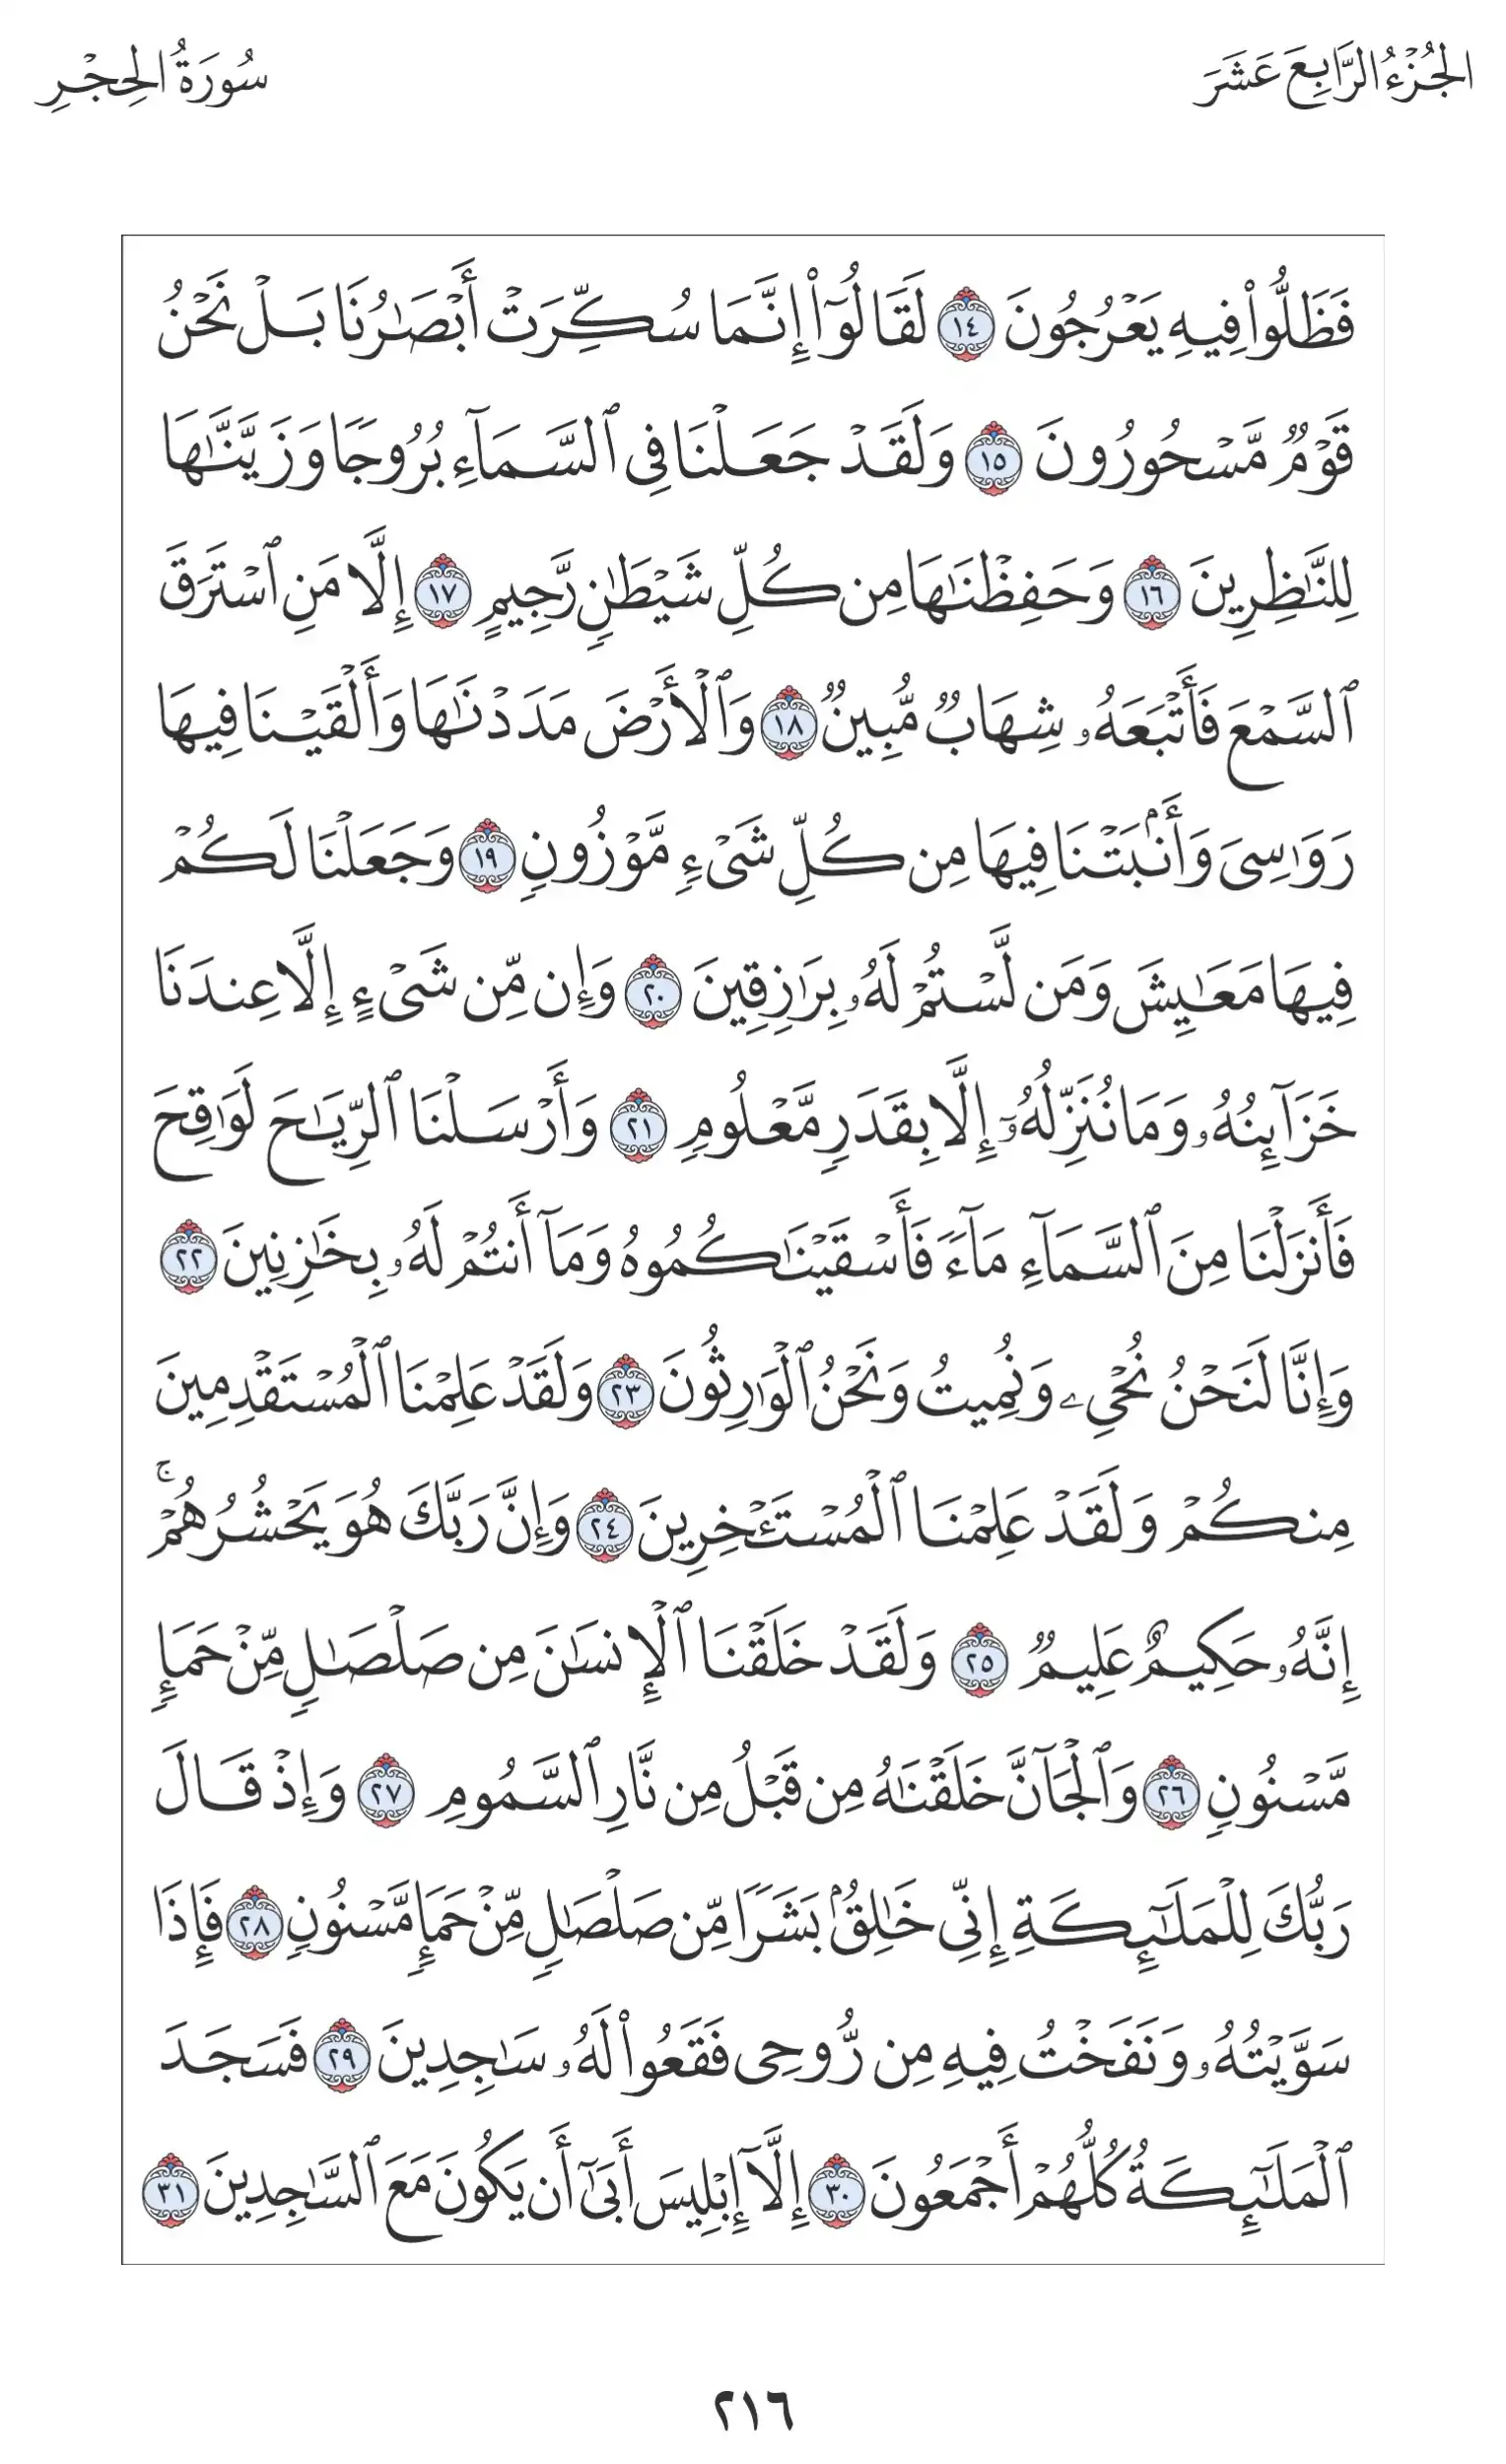 الجُزْءُ الرَّابِعَ عَشَرَ
سُورَةُ الحِجْرِ
فَظَلُّوا۟ فِيهِ يَعْرُجُونَ ١٤ لَقَالُوٓا۟ إِنَّمَا سُكِّرَتْ أَبْصَـٰرُنَا بَلْ نَحْنُ
قَوْمٌ مَّسْحُورُونَ ١٥ وَلَقَدْ جَعَلْنَا فِى ٱلسَّمَآءِ بُرُوجًا وَزَيَّنَّـٰهَا
لِلنَّـٰظِرِينَ ١٦ وَحَفِظْنَـٰهَا مِن كُلِّ شَيْطَـٰنٍ رَّجِيمٍ ١٧ إِلَّا مَنِ ٱسْتَرَقَ
ٱلسَّمْعَ فَأَتْبَعَهُۥ شِهَابٌ مُّبِينٌ ١٨ وَٱلْأَرْضَ مَدَدْنَـٰهَا وَأَلْقَيْنَا فِيهَا
رَوَٰسِىَ وَأَنۢبَتْنَا فِيهَا مِن كُلِّ شَىْءٍ مَّوْزُونٍ ١٩ وَجَعَلْنَا لَكُمْ
فِيهَا مَعَـٰيِشَ وَمَن لَّسْتُمْ لَهُۥ بِرَٰزِقِينَ ٢٠ وَإِن مِّن شَىْءٍ إِلَّا عِندَنَا
خَزَآئِنُهُۥ وَمَا نُنَزِّلُهُۥٓ إِلَّا بِقَدَرٍ مَّعْلُومٍ ٢١ وَأَرْسَلْنَا ٱلرِّيَـٰحَ لَوَٰقِحَ
فَأَنزَلْنَا مِنَ ٱلسَّمَآءِ مَآءً فَأَسْقَيْنَـٰكُمُوهُ وَمَآ أَنتُمْ لَهُۥ بِخَـٰزِنِينَ ٢٢
وَإِنَّا لَنَحْنُ نُحْىِۦ وَنُمِيتُ وَنَحْنُ ٱلْوَٰرِثُونَ ٢٣ وَلَقَدْ عَلِمْنَا ٱلْمُسْتَقْدِمِينَ
مِنكُمْ وَلَقَدْ عَلِمْنَا ٱلْمُسْتَـْٔخِرِينَ ٢٤ وَإِنَّ رَبَّكَ هُوَ يَحْشُرُهُمْ ۚ
إِنَّهُۥ حَكِيمٌ عَلِيمٌ ٢٥ وَلَقَدْ خَلَقْنَا ٱلْإِنسَـٰنَ مِن صَلْصَـٰلٍ مِّنْ حَمَإٍ
مَّسْنُونٍ ٢٦ وَٱلْجَآنَّ خَلَقْنَـٰهُ مِن قَبْلُ مِن نَّارِ ٱلسَّمُومِ ٢٧ وَإِذْ قَالَ
رَبُّكَ لِلْمَلَـٰٓئِكَةِ إِنِّى خَـٰلِقٌۢ بَشَرًا مِّن صَلْصَـٰلٍ مِّنْ حَمَإٍ مَّسْنُونٍ ٢٨ فَإِذَا
سَوَّيْتُهُۥ وَنَفَخْتُ فِيهِ مِن رُّوحِى فَقَعُوا۟ لَهُۥ سَـٰجِدِينَ ٢٩ فَسَجَدَ
ٱلْمَلَـٰٓئِكَةُ كُلُّهُمْ أَجْمَعُونَ ٣٠ إِلَّآ إِبْلِيسَ أَبَىٰٓ أَن يَكُونَ مَعَ ٱلسَّـٰجِدِينَ ٣١
٢١٦